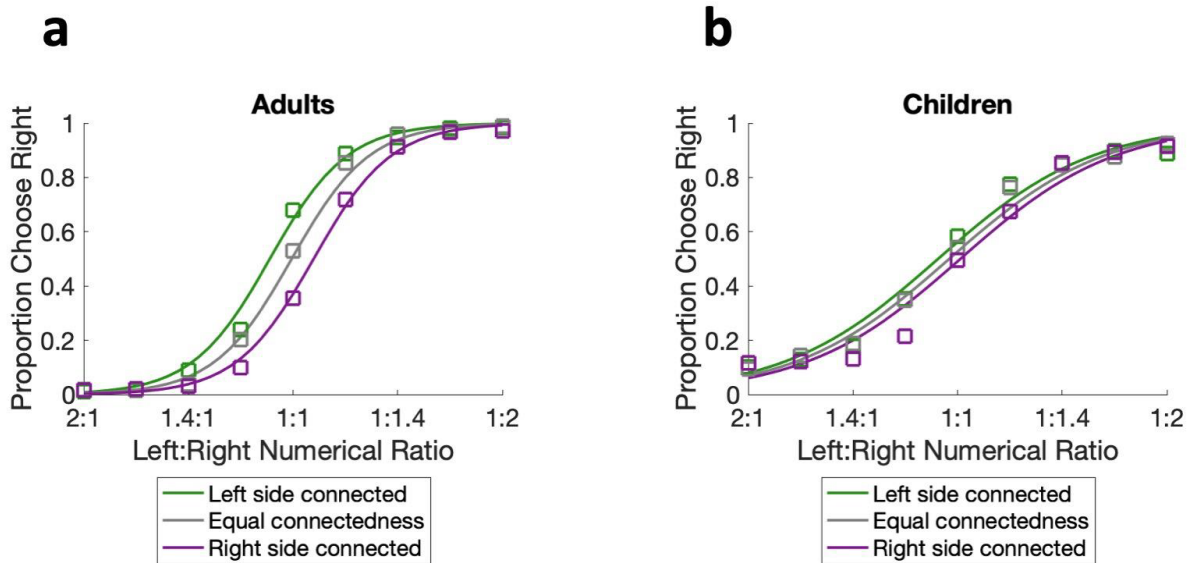 a
Adults
Proportion Choose Right
1
0.8
0.6
0.4
0.2
0
2:1 1.4:1 1:1 1:1.4 1:2
Left:Right Numerical Ratio
Left side connected
Equal connectedness
Right side connected
b
Children
Proportion Choose Right
1
0.8
0.6
0.4
0.2
0
2:1 1.4:1 1:1 1:1.4 1:2
Left:Right Numerical Ratio
Left side connected
Equal connectedness
Right side connected